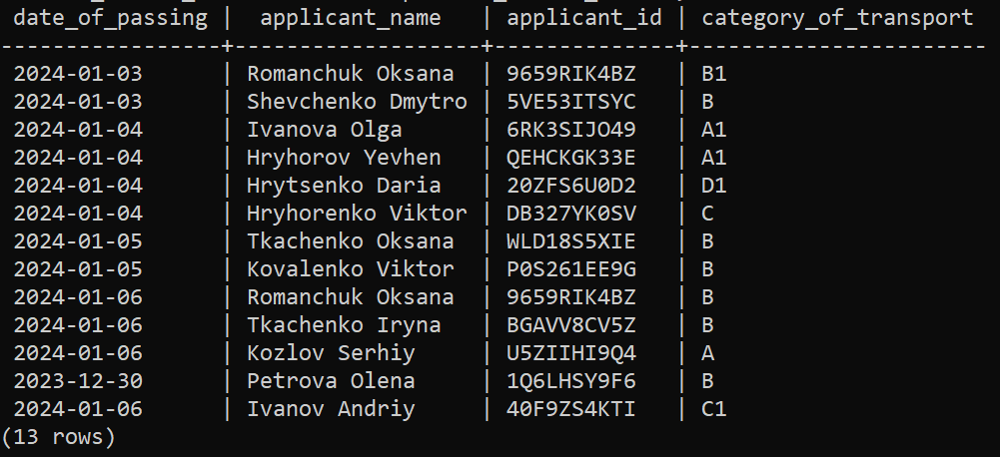 date_of_passing |  applicant_name   | applicant_id | category_of_transport
-----------------+-------------------+--------------+-----------------------
2024-01-03      | Romanchuk Oksana  | 9659RIK4BZ   | B1
2024-01-03      | Shevchenko Dmytro | 5VE53ITSYC   | B
2024-01-04      | Ivanova Olga      | 6RK3SIJO49   | A1
2024-01-04      | Hryhorov Yevhen   | QEHCKGK33E   | A1
2024-01-04      | Hrytsenko Daria   | 20ZFS6U0D2   | D1
2024-01-04      | Hryhorenko Viktor | DB327YK0SV   | C
2024-01-05      | Tkachenko Oksana  | WLD18S5XIE   | B
2024-01-05      | Kovalenko Viktor  | P0S261EE9G   | B
2024-01-06      | Romanchuk Oksana  | 9659RIK4BZ   | B
2024-01-06      | Tkachenko Iryna   | BGAVV8CV5Z   | B
2024-01-06      | Kozlov Serhiy     | U5ZIIHI9Q4   | A
2023-12-30      | Petrova Olena     | 1Q6LHSY9F6   | B
2024-01-06      | Ivanov Andriy     | 40F9ZS4KTI   | C1
(13 rows)